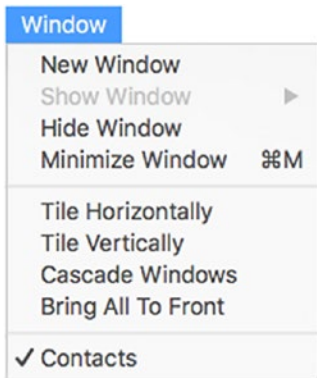 Window
New Window
Show Window
Hide Window
Minimize Window ⌘M
Tile Horizontally
Tile Vertically
Cascade Windows
Bring All To Front
✓ Contacts